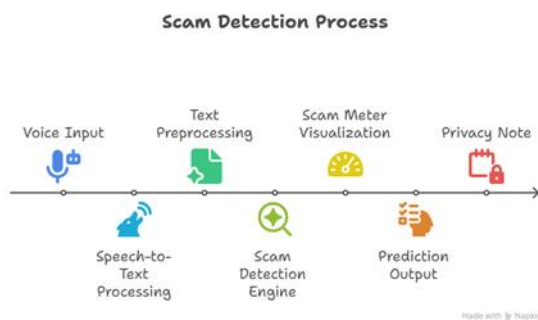 Scam Detection Process
Voice Input
Text
Preprocessing
Scam Meter
Visualization
Privacy Note
Speech-to-
Text
Processing
Scam
Detection
Engine
Prediction
Output
Made with Napkin